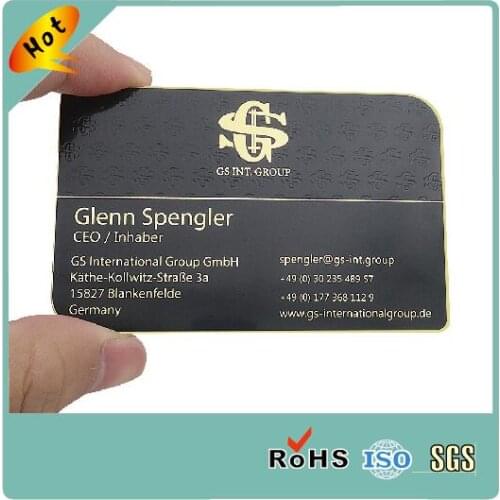 Hot
GS
GS INT. GROUP
Glenn Spengler
CEO / Inhaber
GS International Group GmbH
Käthe-Kollwitz-Straße 3a
15827 Blankenfelde
Germany
spengler@gs-int.group
+49 (0) 30 235 489 57
+49 (0) 177 368 112 9
www.gs-internationalgroup.de
RoHS ISO SGS